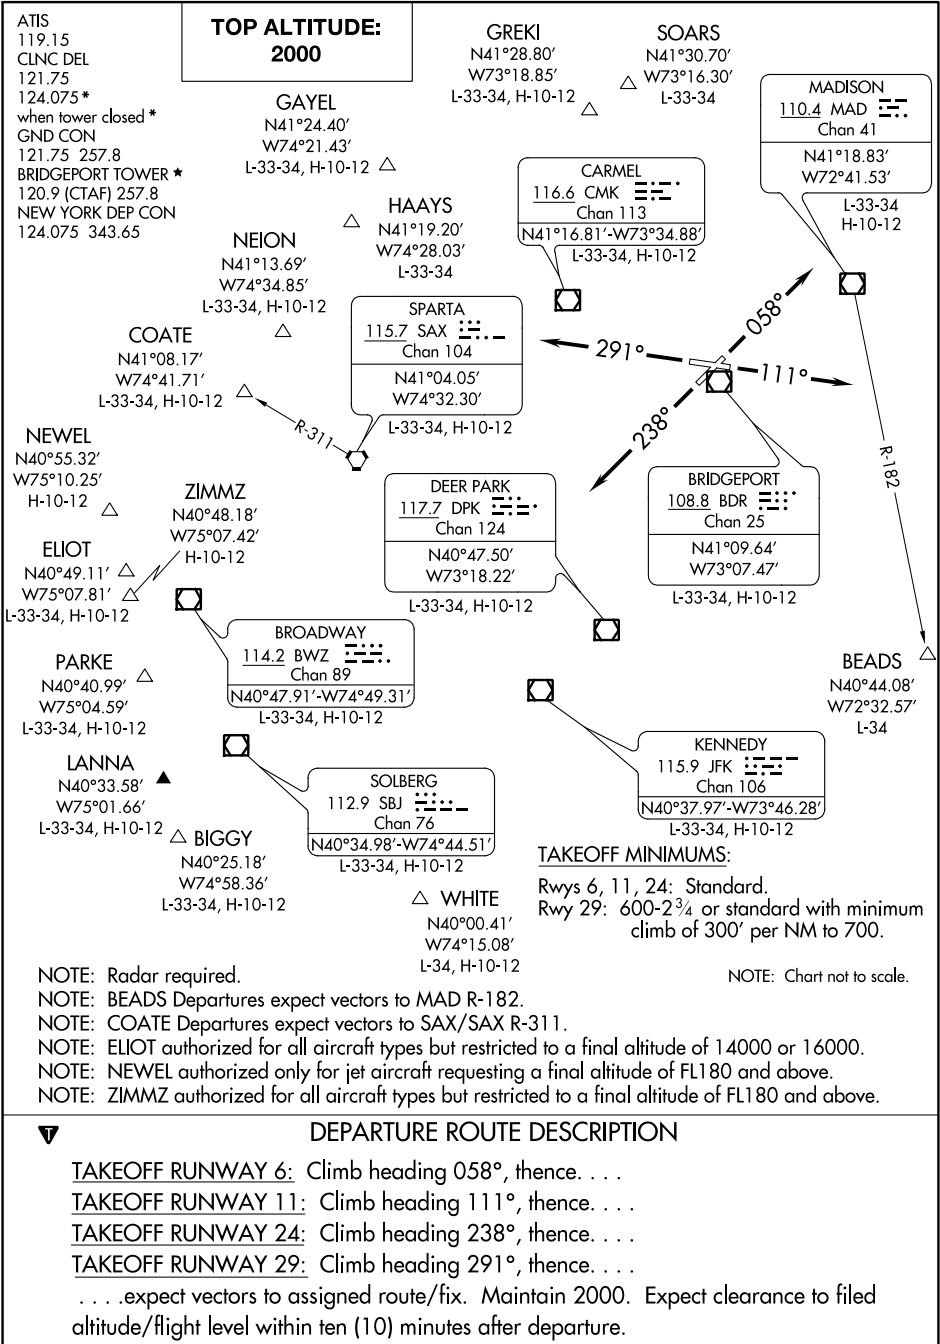 ATIS
119.15
CLNC DEL
121.75
124.075*
when tower closed *
GND CON
121.75 257.8
BRIDGEPORT TOWER ★
120.9 (CTAF) 257.8
NEW YORK DEP CON
124.075 343.65
TOP ALTITUDE:
2000
GREKI
N41°28.80′
W73°18.85′
L-33-34, H-10-12
SOARS
N41°30.70′
W73°16.30′
L-33-34
MADISON
110.4 MAD
Chan 41
N41°18.83′
W72°41.53′
L-33-34
H-10-12
GAYEL
N41°24.40′
W74°21.43′
L-33-34, H-10-12
CARMEL
116.6 CMK
Chan 113
N41°16.81′-W73°34.88′
L-33-34, H-10-12
HAAYS
N41°19.20′
W74°28.03′
L-33-34
NEION
N41°13.69′
W74°34.85′
L-33-34, H-10-12
SPARTA
115.7 SAX
Chan 104
N41°04.05′
W74°32.30′
L-33-34, H-10-12
COATE
N41°08.17′
W74°41.71′
L-33-34, H-10-12
R-311
058°
291°
111°
238°
R-182
NEWEL
N40°55.32′
W75°10.25′
H-10-12
ZIMMZ
N40°48.18′
W75°07.42′
H-10-12
DEER PARK
117.7 DPK
Chan 124
N40°47.50′
W73°18.22′
L-33-34, H-10-12
BRIDGEPORT
108.8 BDR
Chan 25
N41°09.64′
W73°07.47′
L-33-34, H-10-12
ELIOT
N40°49.11′
W75°07.81′
L-33-34, H-10-12
BROADWAY
114.2 BWZ
Chan 89
N40°47.91′-W74°49.31′
L-33-34, H-10-12
PARKE
N40°40.99′
W75°04.59′
L-33-34, H-10-12
BEADS
N40°44.08′
W72°32.57′
L-34
LANNA
N40°33.58′
W75°01.66′
L-33-34, H-10-12
SOLBERG
112.9 SBJ
Chan 76
N40°34.98′-W74°44.51′
L-33-34, H-10-12
KENNEDY
115.9 JFK
Chan 106
N40°37.97′-W73°46.28′
L-33-34, H-10-12
BIGGY
N40°25.18′
W74°58.36′
L-33-34, H-10-12
WHITE
N40°00.41′
W74°15.08′
L-34, H-10-12
TAKEOFF MINIMUMS:
Rwys 6, 11, 24: Standard.
Rwy 29: 600-2¾ or standard with minimum
climb of 300′ per NM to 700.
NOTE: Chart not to scale.
NOTE: Radar required.
NOTE: BEADS Departures expect vectors to MAD R-182.
NOTE: COATE Departures expect vectors to SAX/SAX R-311.
NOTE: ELIOT authorized for all aircraft types but restricted to a final altitude of 14000 or 16000.
NOTE: NEWEL authorized only for jet aircraft requesting a final altitude of FL180 and above.
NOTE: ZIMMZ authorized for all aircraft types but restricted to a final altitude of FL180 and above.
T
DEPARTURE ROUTE DESCRIPTION
TAKEOFF RUNWAY 6: Climb heading 058°, thence. . . .
TAKEOFF RUNWAY 11: Climb heading 111°, thence. . . .
TAKEOFF RUNWAY 24: Climb heading 238°, thence. . . .
TAKEOFF RUNWAY 29: Climb heading 291°, thence. . . .
. . . .expect vectors to assigned route/fix. Maintain 2000. Expect clearance to filed
altitude/flight level within ten (10) minutes after departure.